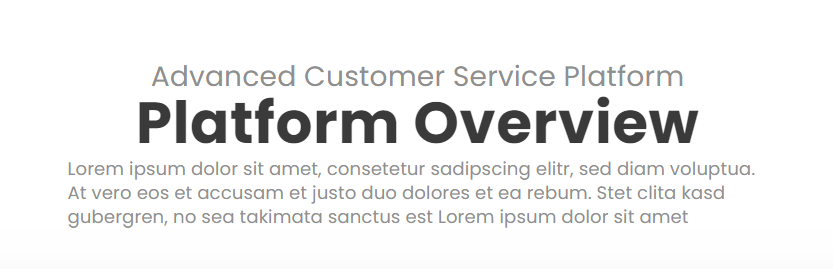 Advanced Customer Service Platform
Platform Overview
Lorem ipsum dolor sit amet, consetetur sadipscing elitr, sed diam voluptua.
At vero eos et accusam et justo duo dolores et ea rebum. Stet clita kasd
gubergren, no sea takimata sanctus est Lorem ipsum dolor sit amet